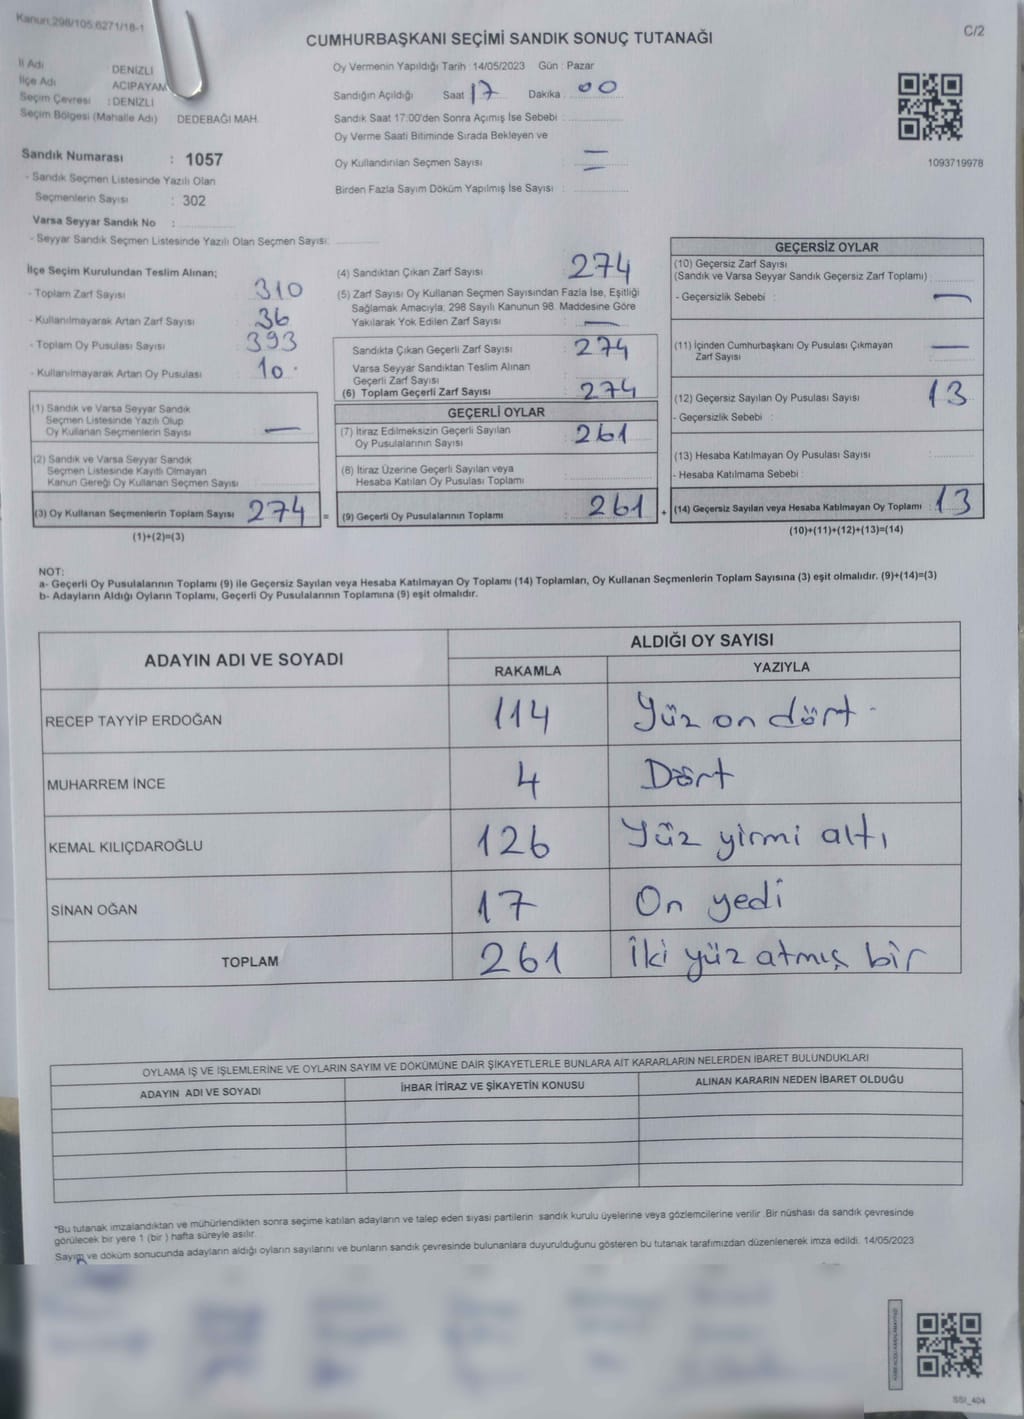 Kanun,298/105.6271/18-1
C/2
CUMHURBAŞKANI SEÇİMİ SANDIK SONUÇ TUTANAĞI
İl Adı DENİZLİ
İlçe Adı ACIPAYAM
Seçim Çevresi : DENİZLİ
Seçim Bölgesi (Mahalle Adı) DEDEBAĞI MAH.
Oy Vermenin Yapıldığı Tarih : 14/05/2023 Gün : Pazar
Sandığın Açıldığı Saat 17 Dakika 00
Sandık Saat 17:00'den Sonra Açımış İse Sebebi :
Oy Verme Saati Bitiminde Sırada Bekleyen ve
Oy Kullandırılan Seçmen Sayısı :
Birden Fazla Sayım Döküm Yapılmış İse Sayısı :
1093719978
Sandık Numarası : 1057
- Sandık Seçmen Listesinde Yazılı Olan
Seçmenlerin Sayısı : 302
Varsa Seyyar Sandık No :
- Seyyar Sandık Seçmen Listesinde Yazılı Olan Seçmen Sayısı:
İlçe Seçim Kurulundan Teslim Alınan;
- Toplam Zarf Sayısı : 310
- Kullanılmayarak Artan Zarf Sayısı : 36
- Toplam Oy Pusulası Sayısı : 393
- Kullanılmayarak Artan Oy Pusulası : 10
(1) Sandık ve Varsa Seyyar Sandık
Seçmen Listesinde Yazılı Olup
Oy Kullanan Seçmenlerin Sayısı —
(2) Sandık ve Varsa Seyyar Sandık
Seçmen Listesinde Kayıtlı Olmayan
Kanun Gereği Oy Kullanan Seçmen Sayısı :
(3) Oy Kullanan Seçmenlerin Toplam Sayısı 274 =
(1)+(2)=(3)
(4) Sandıktan Çıkan Zarf Sayısı : 274
(5) Zarf Sayısı Oy Kullanan Seçmen Sayısından Fazla İse, Eşitliği
Sağlamak Amacıyla; 298 Sayılı Kanunun 98. Maddesine Göre
Yakılarak Yok Edilen Zarf Sayısı : —
Sandıkta Çıkan Geçerli Zarf Sayısı : 274
Varsa Seyyar Sandıktan Teslim Alınan
Geçerli Zarf Sayısı :
(6) Toplam Geçerli Zarf Sayısı : 274
GEÇERLİ OYLAR
(7) İtiraz Edilmeksizin Geçerli Sayılan
Oy Pusulalarının Sayısı : 261
(8) İtiraz Üzerine Geçerli Sayılan veya
Hesaba Katılan Oy Pusulası Toplamı :
(9) Geçerli Oy Pusulalarının Toplamı : 261 +
GEÇERSİZ OYLAR
(10) Geçersiz Zarf Sayısı
(Sandık ve Varsa Seyyar Sandık Geçersiz Zarf Toplamı) :
- Geçersizlik Sebebi : —
(11) İçinden Cumhurbaşkanı Oy Pusulası Çıkmayan
Zarf Sayısı : —
(12) Geçersiz Sayılan Oy Pusulası Sayısı : 13
- Geçersizlik Sebebi :
(13) Hesaba Katılmayan Oy Pusulası Sayısı :
- Hesaba Katılmama Sebebi :
(14) Geçersiz Sayılan veya Hesaba Katılmayan Oy Toplamı : 13
(10)+(11)+(12)+(13)=(14)
NOT:
a- Geçerli Oy Pusulalarının Toplamı (9) ile Geçersiz Sayılan veya Hesaba Katılmayan Oy Toplamı (14) Toplamları, Oy Kullanan Seçmenlerin Toplam Sayısına (3) eşit olmalıdır. (9)+(14)=(3)
b- Adayların Aldığı Oyların Toplamı, Geçerli Oy Pusulalarının Toplamına (9) eşit olmalıdır.
ADAYIN ADI VE SOYADI ALDIĞI OY SAYISI
RAKAMLA YAZIYLA
RECEP TAYYİP ERDOĞAN 114 Yüz on dört
MUHARREM İNCE 4 Dört
KEMAL KILIÇDAROĞLU 126 Yüz yirmi altı
SİNAN OĞAN 17 On yedi
TOPLAM 261 İki yüz atmış bir
OYLAMA İŞ VE İŞLEMLERİNE VE OYLARIN SAYIM VE DÖKÜMÜNE DAİR ŞİKAYETLERLE BUNLARA AİT KARARLARIN NELERDEN İBARET BULUNDUKLARI
ADAYIN ADI VE SOYADI İHBAR İTİRAZ VE ŞİKAYETİN KONUSU ALINAN KARARIN NEDEN İBARET OLDUĞU
*Bu tutanak imzalandıktan ve mühürlendikten sonra seçime katılan adayların ve talep eden siyasi partilerin sandık kurulu üyelerine veya gözlemcilerine verilir .Bir nüshası da sandık çevresinde
görülecek bir yere 1 (bir ) hafta süreyle asılır.
Sayım ve döküm sonucunda adayların aldığı oyların sayılarını ve bunların sandık çevresinde bulunanlara duyurulduğunu gösteren bu tutanak tarafımızdan düzenlenerek imza edildi. 14/05/2023
SSI_404